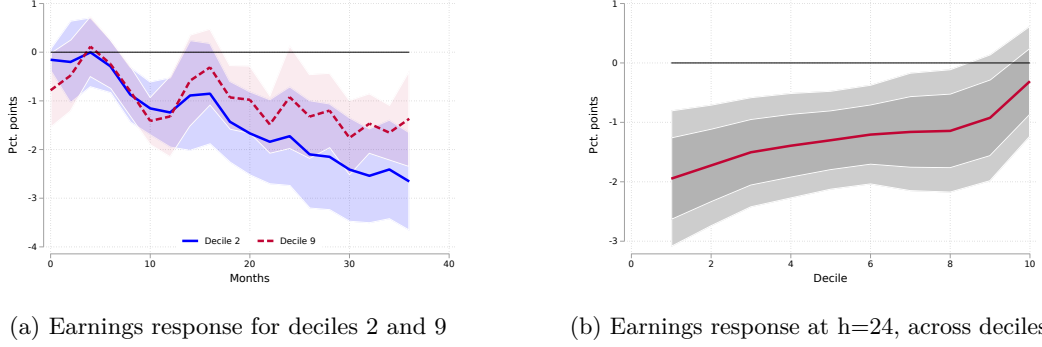 1
0
-1
-2
-3
-4
Pct. points
0
10
20
30
40
Months
Decile 2
Decile 9
(a) Earnings response for deciles 2 and 9
1
0
-1
-2
-3
Pct. points
0
2
4
6
8
10
Decile
(b) Earnings response at h=24, across deciles